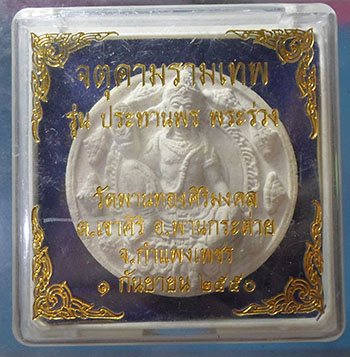 จตุคามรามเทพ
รุ่น ประทานพร พระร่วง
วัดพานทองศิริมงคล
ต.เขาคีริ อ.พรานกระต่าย
จ.กำแพงเพชร
๑ กันยายน ๒๕๕๐